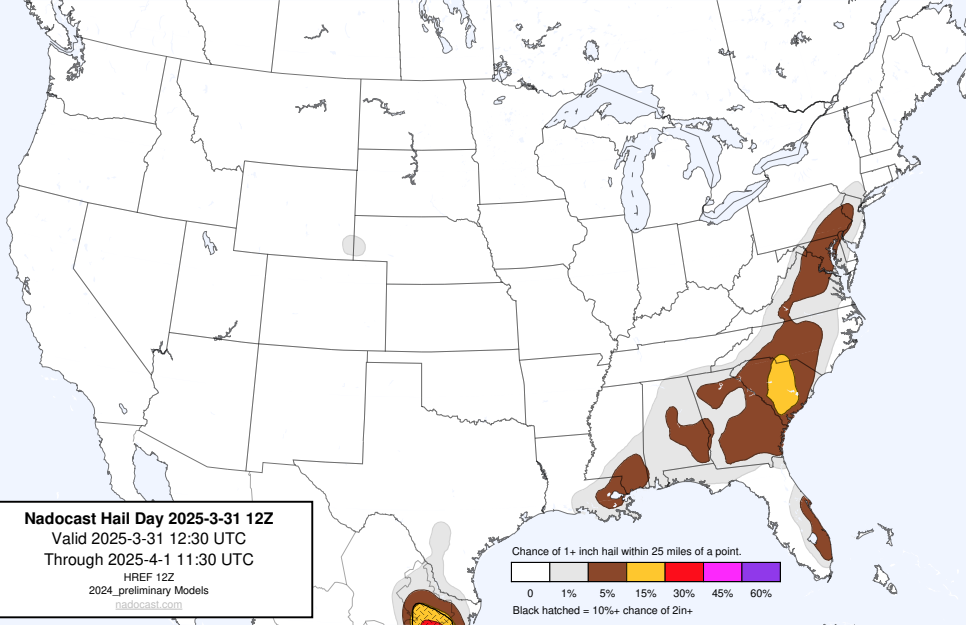 Nadocast Hail Day 2025-3-31 12Z
Valid 2025-3-31 12:30 UTC
Through 2025-4-1 11:30 UTC
HREF 12Z
2024_preliminary Models
nadocast.com
Chance of 1+ inch hail within 25 miles of a point.
0 1% 5% 15% 30% 45% 60%
Black hatched = 10%+ chance of 2in+